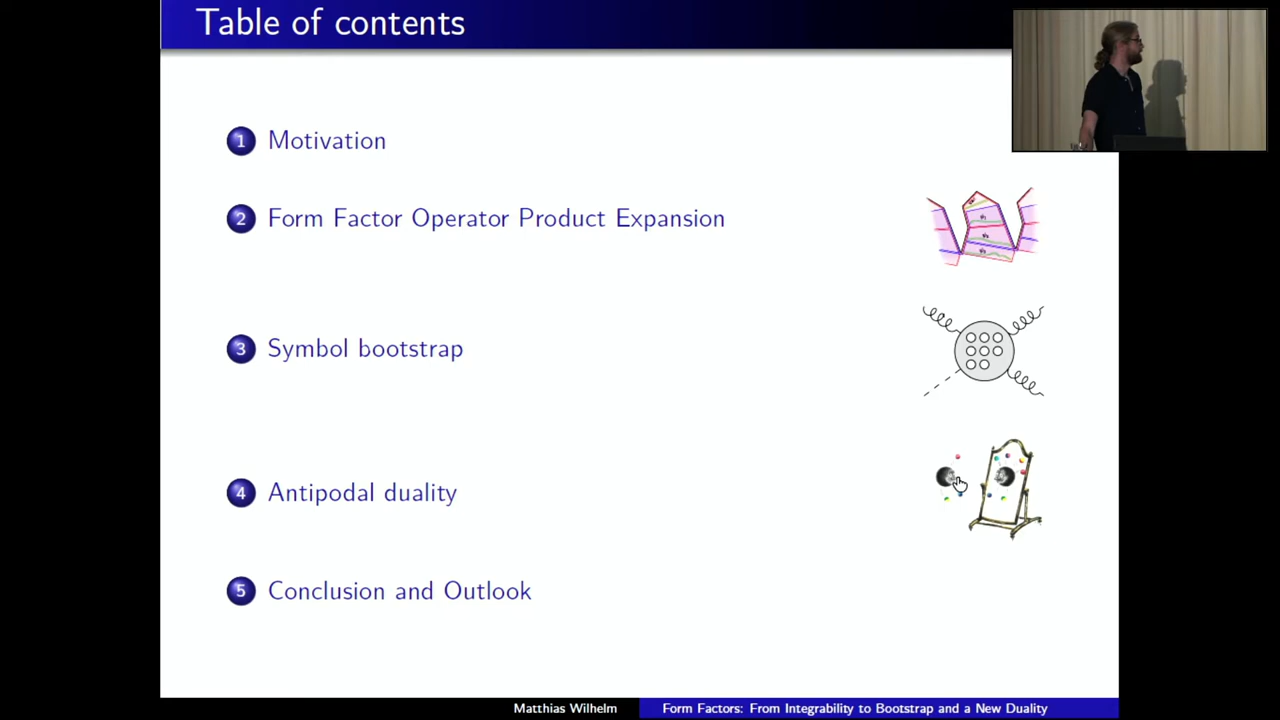 Table of contents
1 Motivation
2 Form Factor Operator Product Expansion
3 Symbol bootstrap
4 Antipodal duality
5 Conclusion and Outlook
Matthias Wilhelm
Form Factors: From Integrability to Bootstrap and a New Duality